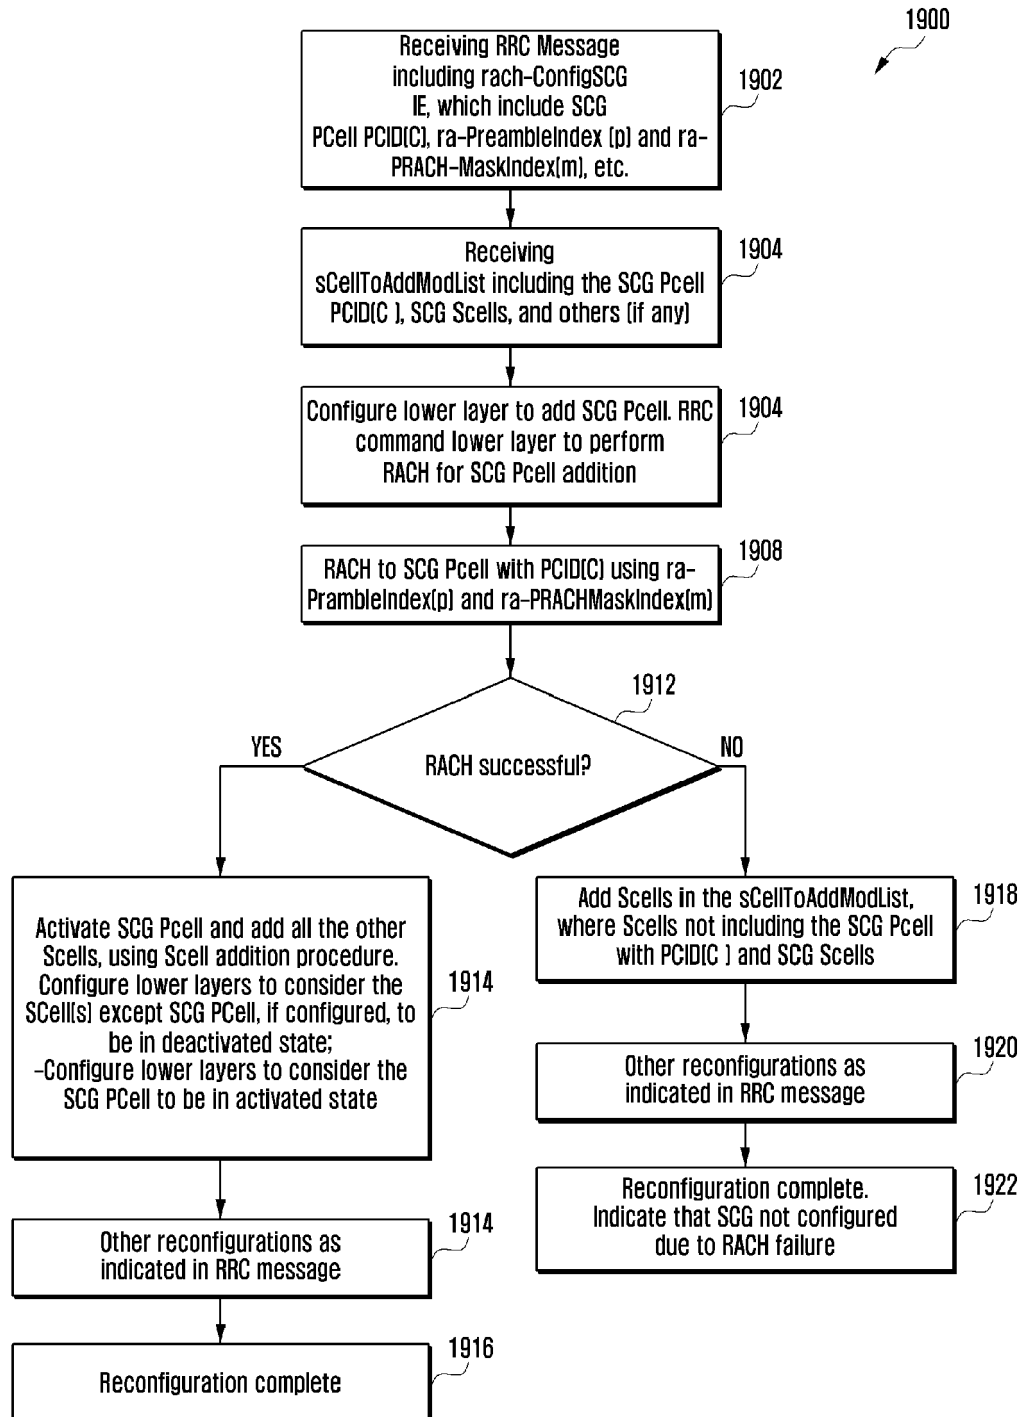 1900
Receiving RRC Message
including rach-ConfigSCG
IE, which include SCG
PCell PCID(C), ra-PreambleIndex (p) and ra-
PRACH-MaskIndex(m), etc.
1902
Receiving
sCellToAddModList including the SCG Pcell
PCID(C ), SCG Scells, and others (if any)
1904
Configure lower layer to add SCG Pcell. RRC
command lower layer to perform
RACH for SCG Pcell addition
1904
RACH to SCG Pcell with PCID(C) using ra-
PrambleIndex(p) and ra-PRACHMaskIndex(m)
1908
RACH successful?
1912
YES
NO
Activate SCG Pcell and add all the other
Scells, using Scell addition procedure.
Configure lower layers to consider the
SCell(s) except SCG PCell, if configured, to
be in deactivated state;
-Configure lower layers to consider the
SCG PCell to be in activated state
1914
Other reconfigurations as
indicated in RRC message
1914
Reconfiguration complete
1916
Add Scells in the sCellToAddModList,
where Scells not including the SCG Pcell
with PCID(C ) and SCG Scells
1918
Other reconfigurations as
indicated in RRC message
1920
Reconfiguration complete.
Indicate that SCG not configured
due to RACH failure
1922